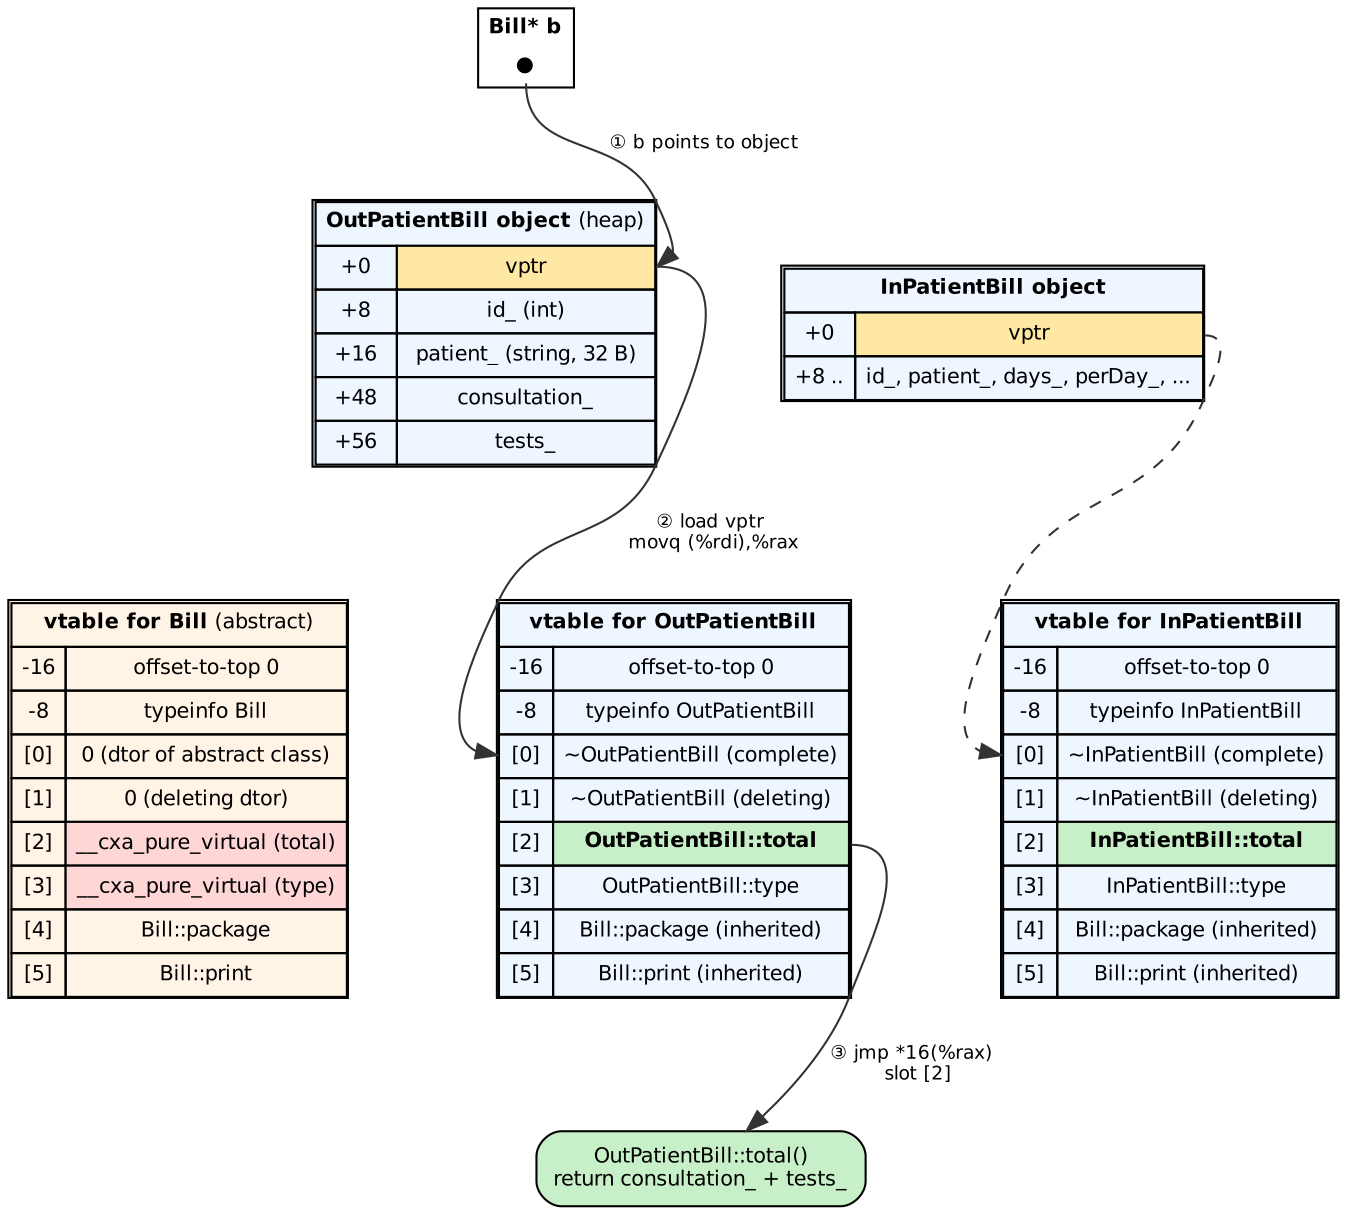 Bill* b
① b points to object
OutPatientBill object (heap)
+0 vptr
+8 id_ (int)
+16 patient_ (string, 32 B)
+48 consultation_
+56 tests_
InPatientBill object
+0 vptr
+8 .. id_, patient_, days_, perDay_, ...
② load vptr
movq (%rdi),%rax
vtable for Bill (abstract)
-16 offset-to-top 0
-8 typeinfo Bill
[0] 0 (dtor of abstract class)
[1] 0 (deleting dtor)
[2] __cxa_pure_virtual (total)
[3] __cxa_pure_virtual (type)
[4] Bill::package
[5] Bill::print
vtable for OutPatientBill
-16 offset-to-top 0
-8 typeinfo OutPatientBill
[0] ~OutPatientBill (complete)
[1] ~OutPatientBill (deleting)
[2] OutPatientBill::total
[3] OutPatientBill::type
[4] Bill::package (inherited)
[5] Bill::print (inherited)
vtable for InPatientBill
-16 offset-to-top 0
-8 typeinfo InPatientBill
[0] ~InPatientBill (complete)
[1] ~InPatientBill (deleting)
[2] InPatientBill::total
[3] InPatientBill::type
[4] Bill::package (inherited)
[5] Bill::print (inherited)
③ jmp *16(%rax)
slot [2]
OutPatientBill::total()
return consultation_ + tests_